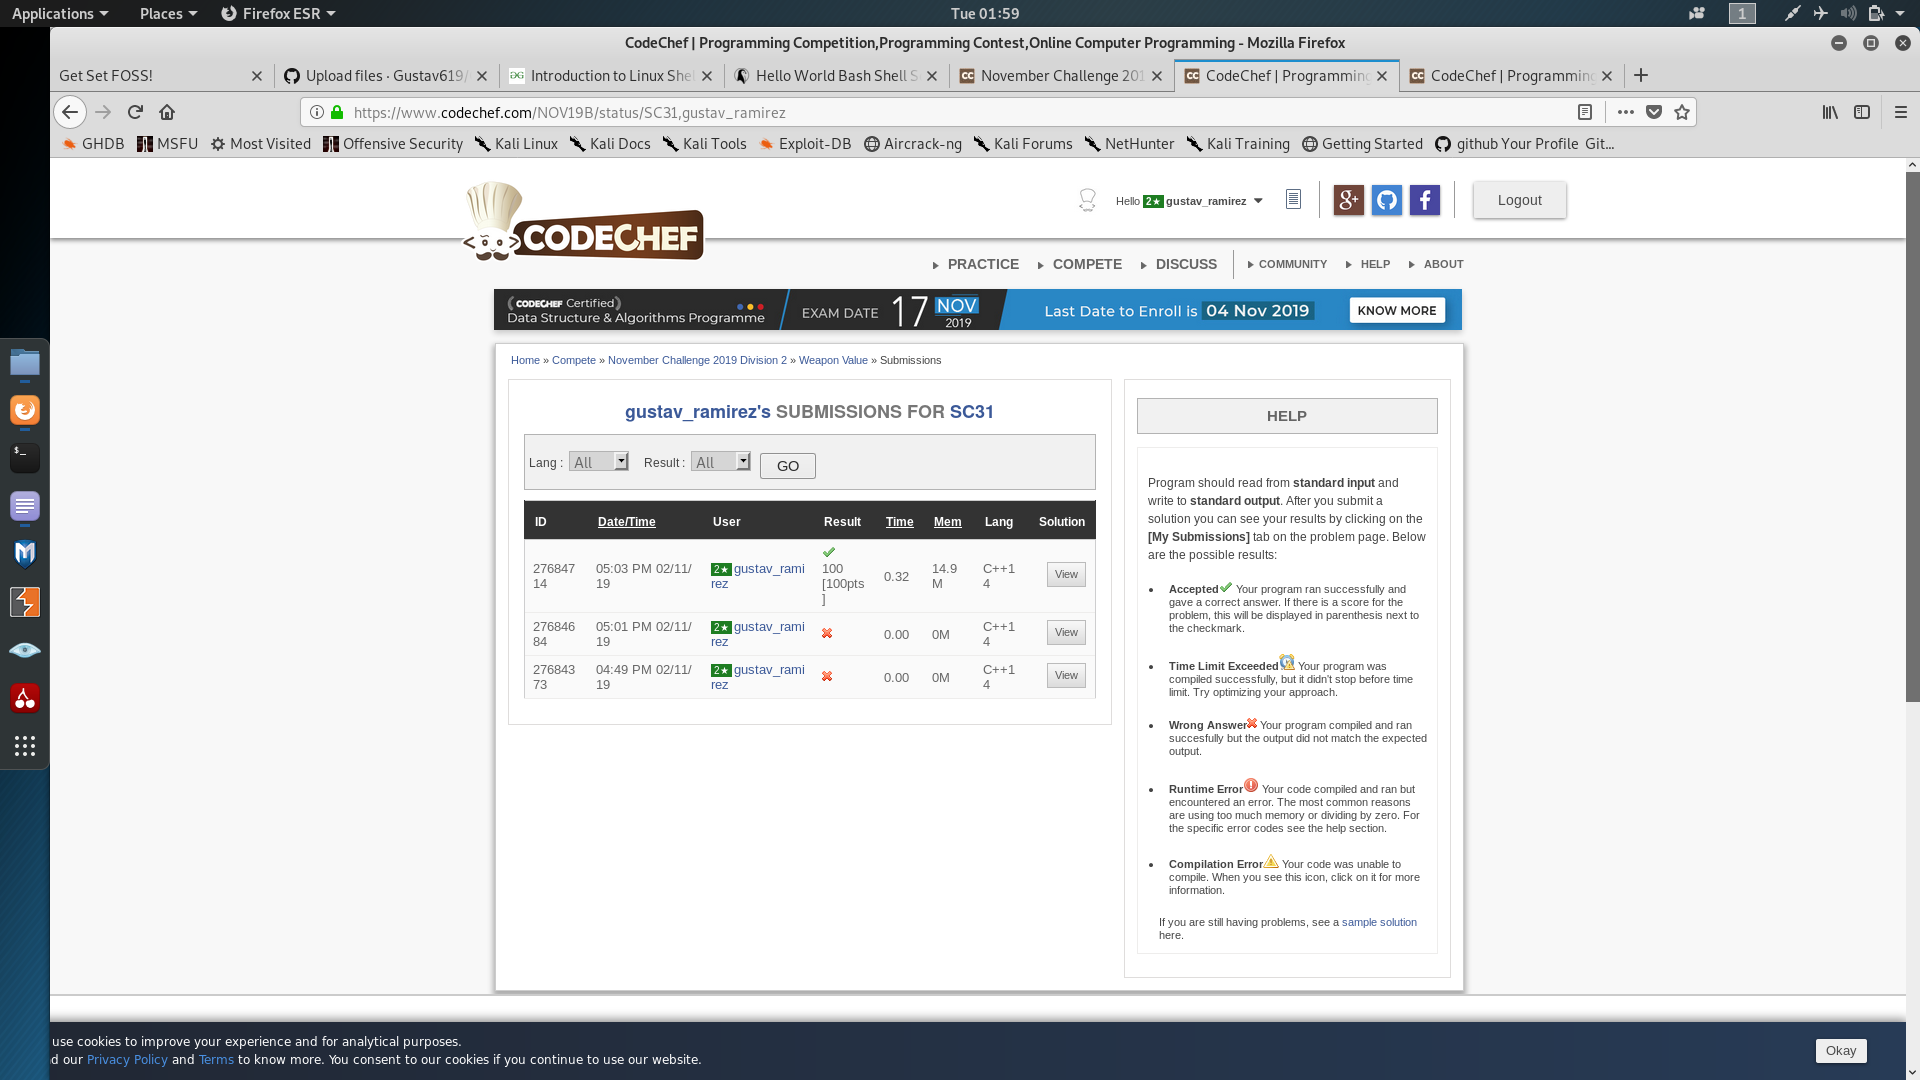 Applications Places Firefox ESR Tue 01:59 1
CodeChef | Programming Competition,Programming Contest,Online Computer Programming - Mozilla Firefox
Get Set FOSS! Upload files · Gustav619/ Introduction to Linux She Hello World Bash Shell S November Challenge 201 CodeChef | Programming CodeChef | Programming
https://www.codechef.com/NOV19B/status/SC31,gustav_ramirez
GHDB MSFU Most Visited Offensive Security Kali Linux Kali Docs Kali Tools Exploit-DB Aircrack-ng Kali Forums NetHunter Kali Training Getting Started github Your Profile Git...
CODECHEF
Hello 2★ gustav_ramirez Logout
PRACTICE COMPETE DISCUSS COMMUNITY HELP ABOUT
CODECHEF Certified
Data Structure & Algorithms Programme
EXAM DATE 17 NOV
2019
Last Date to Enroll is 04 Nov 2019 KNOW MORE
Home » Compete » November Challenge 2019 Division 2 » Weapon Value » Submissions
gustav_ramirez's SUBMISSIONS FOR SC31
Lang : All Result : All GO
ID Date/Time User Result Time Mem Lang Solution
276847
14
05:03 PM 02/11/
19
2★ gustav_rami
rez
100
[100pts
]
0.32
14.9
M
C++1
4
View
276846
84
05:01 PM 02/11/
19
2★ gustav_rami
rez
0.00
0M
C++1
4
View
276843
73
04:49 PM 02/11/
19
2★ gustav_rami
rez
0.00
0M
C++1
4
View
HELP
Program should read from standard input and
write to standard output. After you submit a
solution you can see your results by clicking on the
[My Submissions] tab on the problem page. Below
are the possible results:
Accepted Your program ran successfully and
gave a correct answer. If there is a score for the
problem, this will be displayed in parenthesis next to
the checkmark.
Time Limit Exceeded Your program was
compiled successfully, but it didn't stop before time
limit. Try optimizing your approach.
Wrong Answer Your program compiled and ran
succesfully but the output did not match the expected
output.
Runtime Error Your code compiled and ran but
encountered an error. The most common reasons
are using too much memory or dividing by zero. For
the specific error codes see the help section.
Compilation Error Your code was unable to
compile. When you see this icon, click on it for more
information.
If you are still having problems, see a sample solution
here.
use cookies to improve your experience and for analytical purposes.
d our Privacy Policy and Terms to know more. You consent to our cookies if you continue to use our website.
Okay